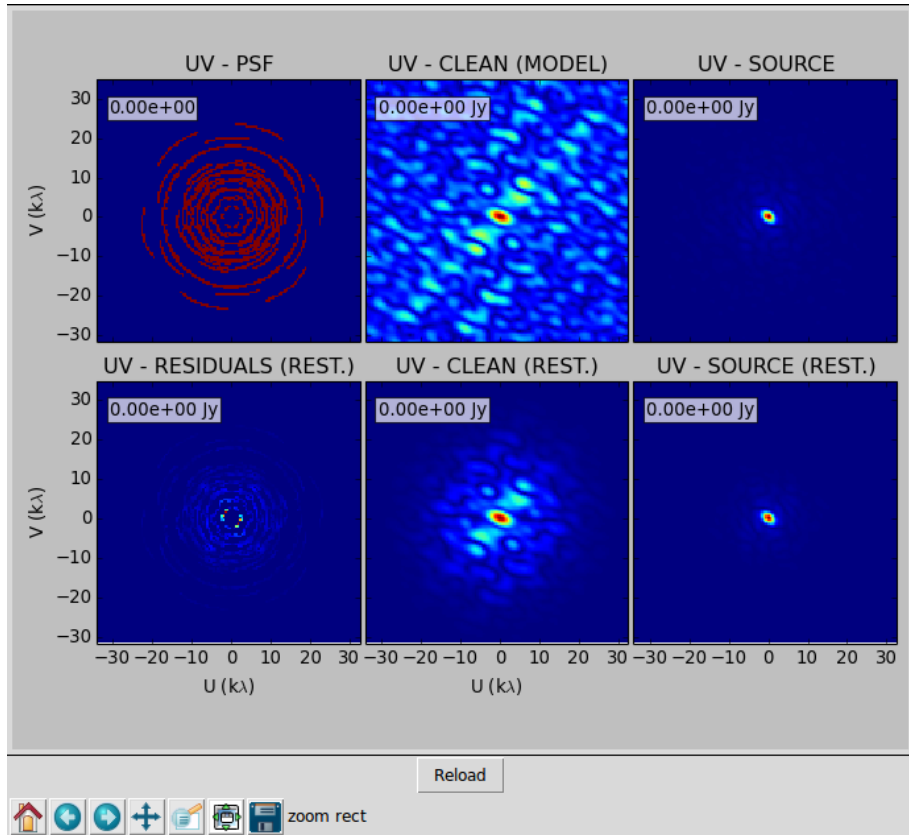 UV - PSF
UV - CLEAN (MODEL)
UV - SOURCE
0.00e+00
0.00e+00 Jy
0.00e+00 Jy
V (kλ)
30
20
10
0
−10
−20
−30
UV - RESIDUALS (REST.)
UV - CLEAN (REST.)
UV - SOURCE (REST.)
0.00e+00 Jy
0.00e+00 Jy
0.00e+00 Jy
V (kλ)
30
20
10
0
−10
−20
−30
−30 −20 −10 0 10 20 30
−30 −20 −10 0 10 20 30
−30 −20 −10 0 10 20 30
U (kλ)
U (kλ)
Reload
zoom rect